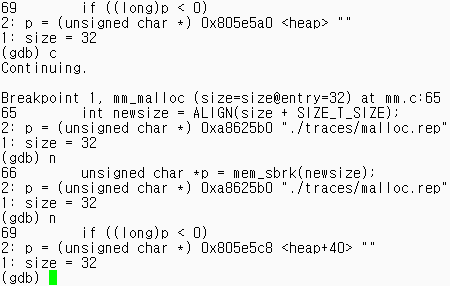 69          if ((long)p < 0)
2: p = (unsigned char *) 0x805e5a0 <heap> ""
1: size = 32
(gdb) c
Continuing.

Breakpoint 1, mm_malloc (size=size@entry=32) at mm.c:65
65          int newsize = ALIGN(size + SIZE_T_SIZE);
2: p = (unsigned char *) 0xa8625b0 "./traces/malloc.rep"
1: size = 32
(gdb) n
66          unsigned char *p = mem_sbrk(newsize);
2: p = (unsigned char *) 0xa8625b0 "./traces/malloc.rep"
1: size = 32
(gdb) n
69          if ((long)p < 0)
2: p = (unsigned char *) 0x805e5c8 <heap+40> ""
1: size = 32
(gdb)